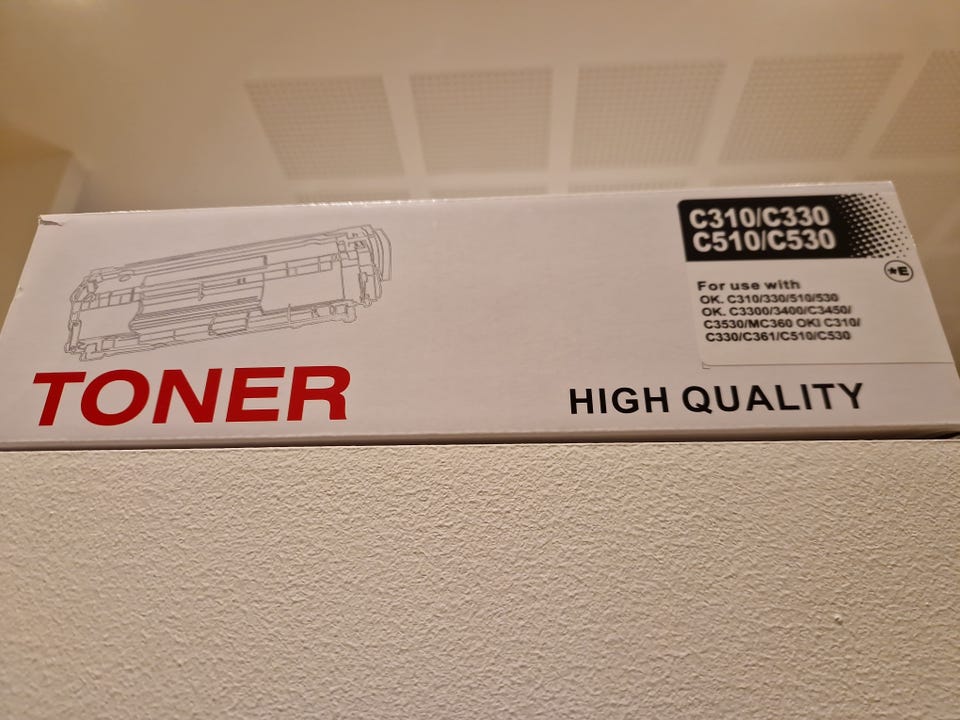 C310/C330
C510/C530
*E
For use with
OK. C310/330/510/530
OK. C3300/3400/C3450/
C3530/MC360 OKI C310/
C330/C361/C510/C530
TONER
HIGH QUALITY